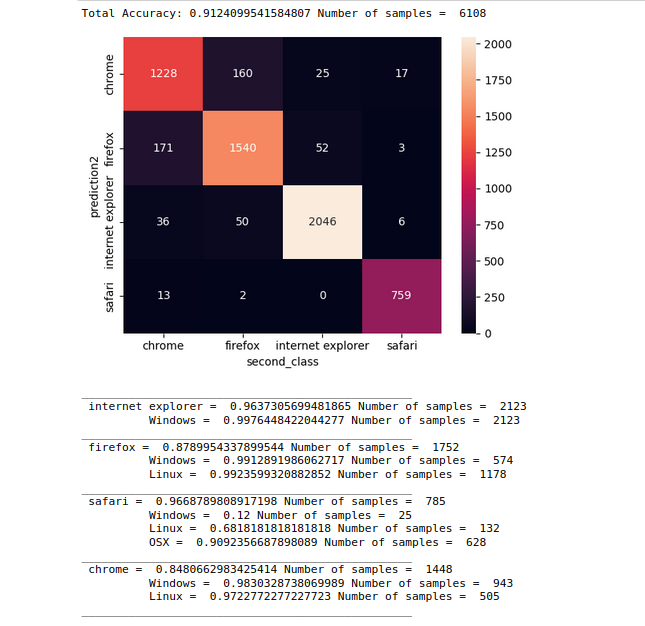 Total Accuracy: 0.9124099541584807 Number of samples = 6108
chrome
1228 160 25 17
firefox
171 1540 52 3
internet explorer
36 50 2046 6
safari
13 2 0 759
prediction2
chrome firefox internet explorer safari
second_class
2000
1750
1500
1250
1000
750
500
250
0
internet explorer = 0.9637305699481865 Number of samples = 2123
Windows = 0.9976448422044277 Number of samples = 2123
firefox = 0.8789954337899544 Number of samples = 1752
Windows = 0.9912891986062717 Number of samples = 574
Linux = 0.9923599320882852 Number of samples = 1178
safari = 0.9668789808917198 Number of samples = 785
Windows = 0.12 Number of samples = 25
Linux = 0.6818181818181818 Number of samples = 132
OSX = 0.9092356687898089 Number of samples = 628
chrome = 0.8480662983425414 Number of samples = 1448
Windows = 0.9830328738069989 Number of samples = 943
Linux = 0.9722772277227723 Number of samples = 505